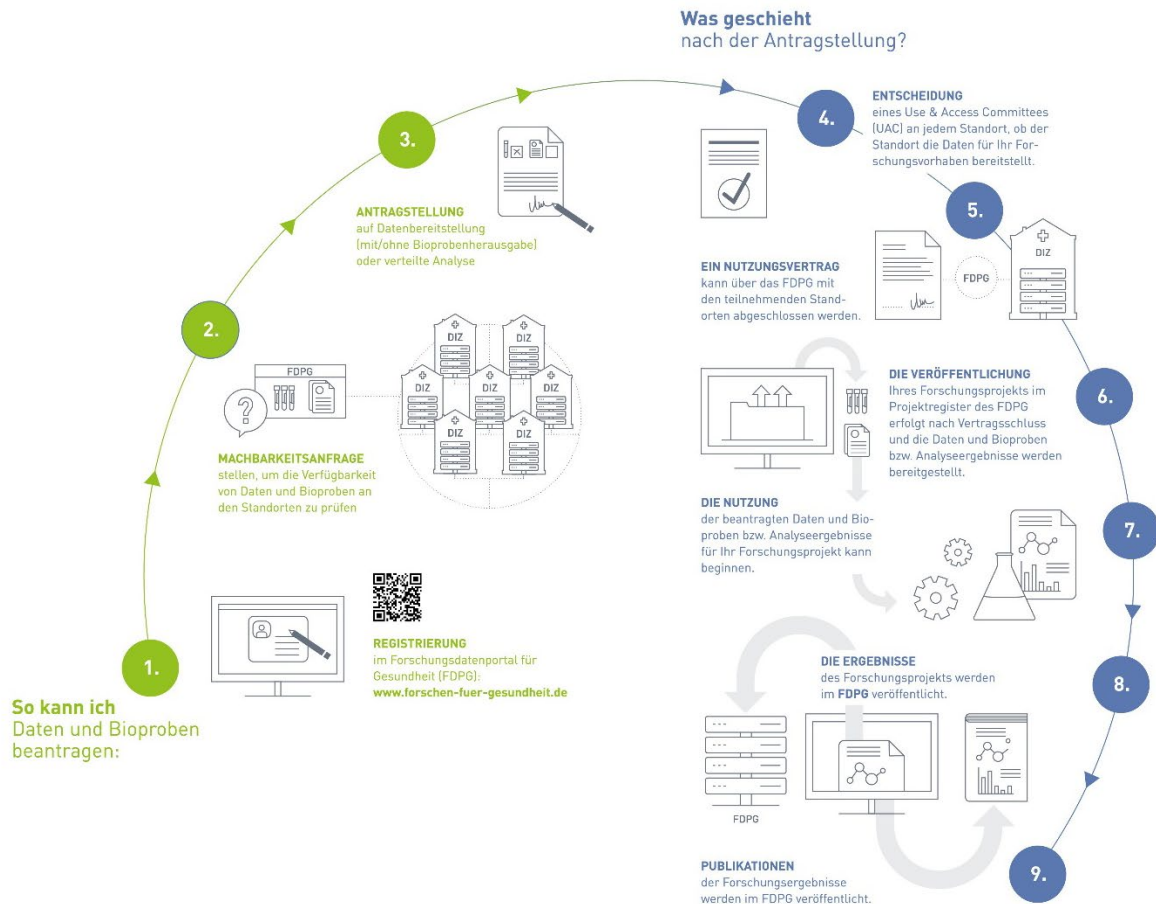 So kann ich
Daten und Bioproben
beantragen:
1.
REGISTRIERUNG
im Forschungsdatenportal für
Gesundheit (FDPG):
www.forschen-fuer-gesundheit.de
2.
FDPG
?
DIZ
DIZ
DIZ
DIZ
DIZ
DIZ
DIZ
MACHBARKEITSANFRAGE
stellen, um die Verfügbarkeit
von Daten und Bioproben an
den Standorten zu prüfen
3.
ANTRAGSTELLUNG
auf Datenbereitstellung
(mit/ohne Bioprobenherausgabe)
oder verteilte Analyse
Was geschieht
nach der Antragstellung?
4.
ENTSCHEIDUNG
eines Use & Access Committees
(UAC) an jedem Standort, ob der
Standort die Daten für Ihr For-
schungsvorhaben bereitstellt.
5.
EIN NUTZUNGSVERTRAG
kann über das FDPG mit
den teilnehmenden Stand-
orten abgeschlossen werden.
FDPG
DIZ
6.
DIE VERÖFFENTLICHUNG
Ihres Forschungsprojekts im
Projektregister des FDPG
erfolgt nach Vertragsschluss
und die Daten und Bioproben
bzw. Analyseergebnisse werden
bereitgestellt.
7.
DIE NUTZUNG
der beantragten Daten und Bio-
proben bzw. Analyseergebnisse
für Ihr Forschungsprojekt kann
beginnen.
8.
DIE ERGEBNISSE
des Forschungsprojekts werden
im FDPG veröffentlicht.
FDPG
9.
PUBLIKATIONEN
der Forschungsergebnisse
werden im FDPG veröffentlicht.